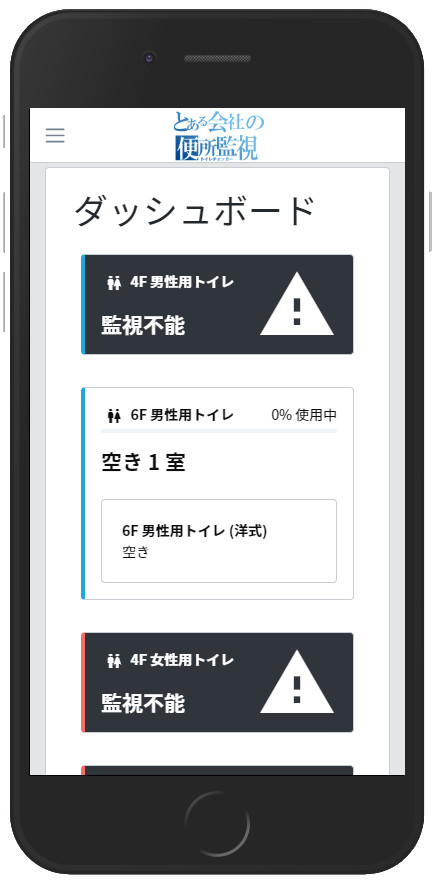 とある会社の
便所監視
トイレチェッカー
ダッシュボード
4F 男性用トイレ
監視不能
6F 男性用トイレ 0% 使用中
空き 1 室
6F 男性用トイレ (洋式)
空き
4F 女性用トイレ
監視不能